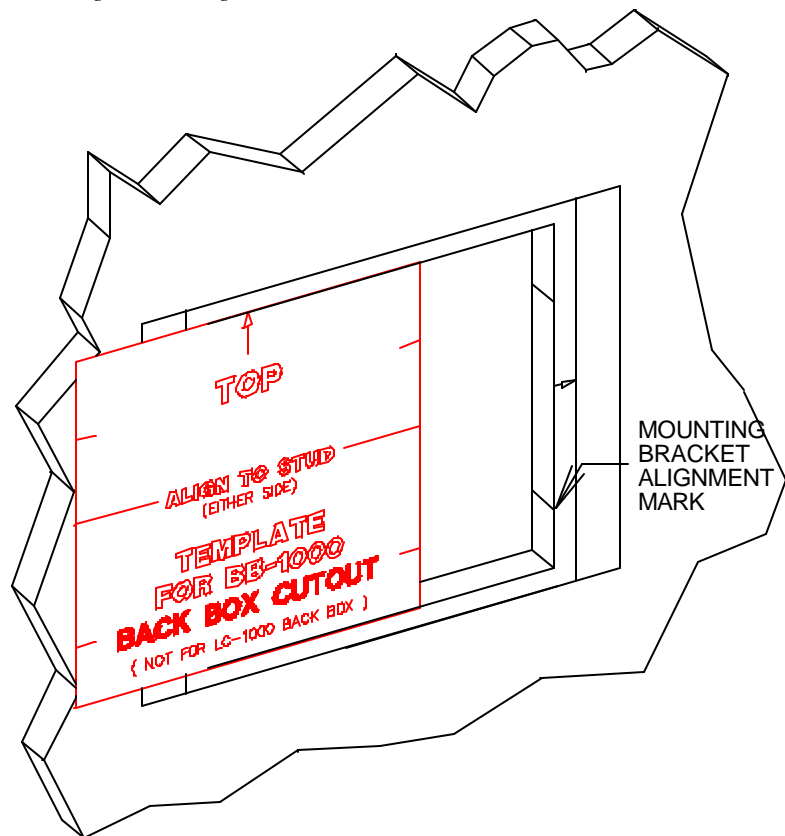 TOP
ALIGN TO STUD
(EITHER SIDE)
TEMPLATE
FOR BB-1000
BACK BOX CUTOUT
( NOT FOR LC-1000 BACK BOX )
MOUNTING
BRACKET
ALIGNMENT
MARK